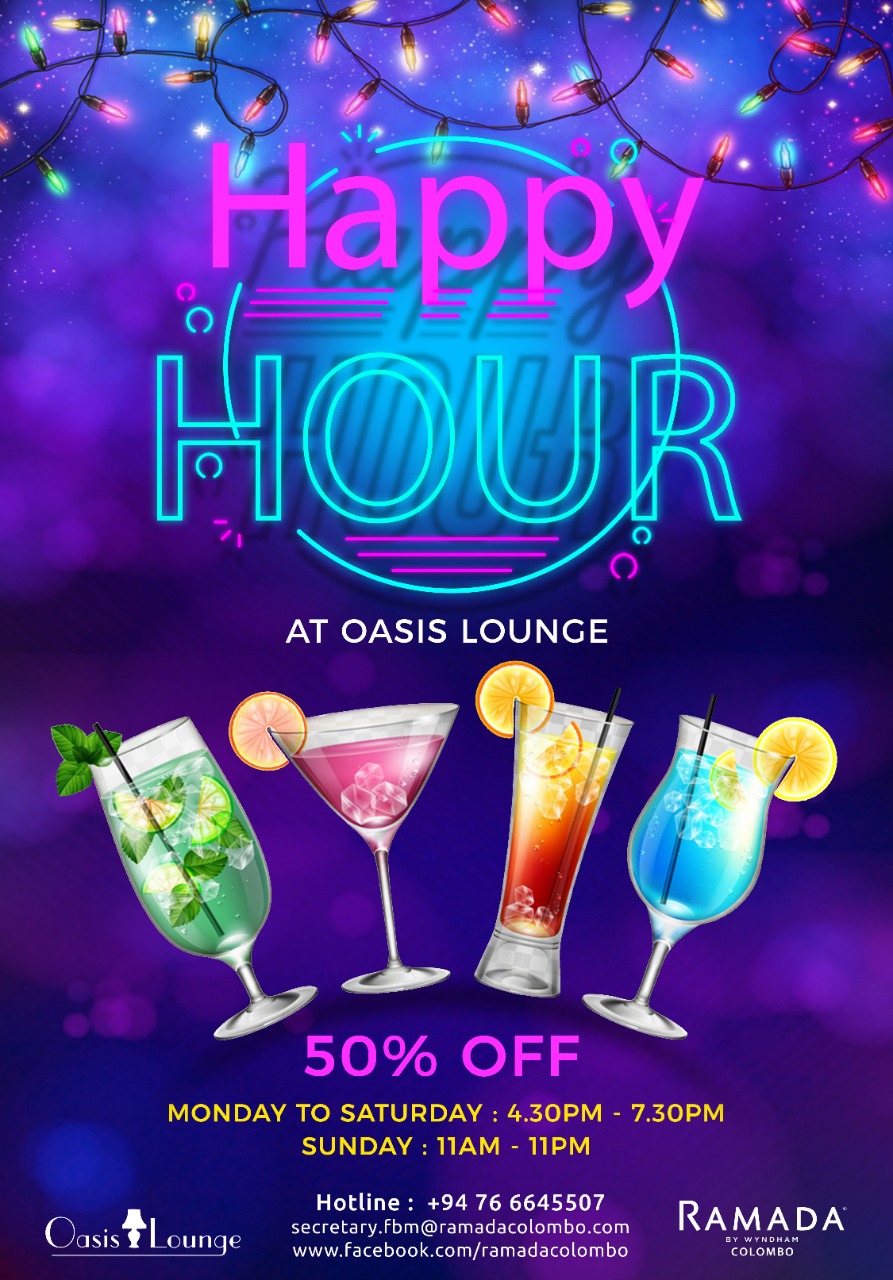 Happy
HOUR
AT OASIS LOUNGE
50% OFF
MONDAY TO SATURDAY : 4.30PM - 7.30PM
SUNDAY : 11AM - 11PM
Hotline : +94 76 6645507
secretary.fbm@ramadacolombo.com
www.facebook.com/ramadacolombo
Oasis Lounge
RAMADA
BY WYNDHAM
COLOMBO